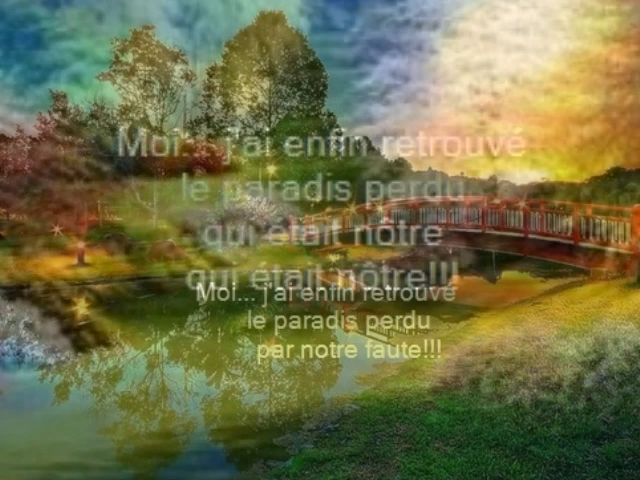 Moi... j'ai enfin retrouvé
le paradis perdu
qui était notre
qui était nôtre!!!
Moi... j'ai enfin retrouvé
le paradis perdu
par notre faute!!!